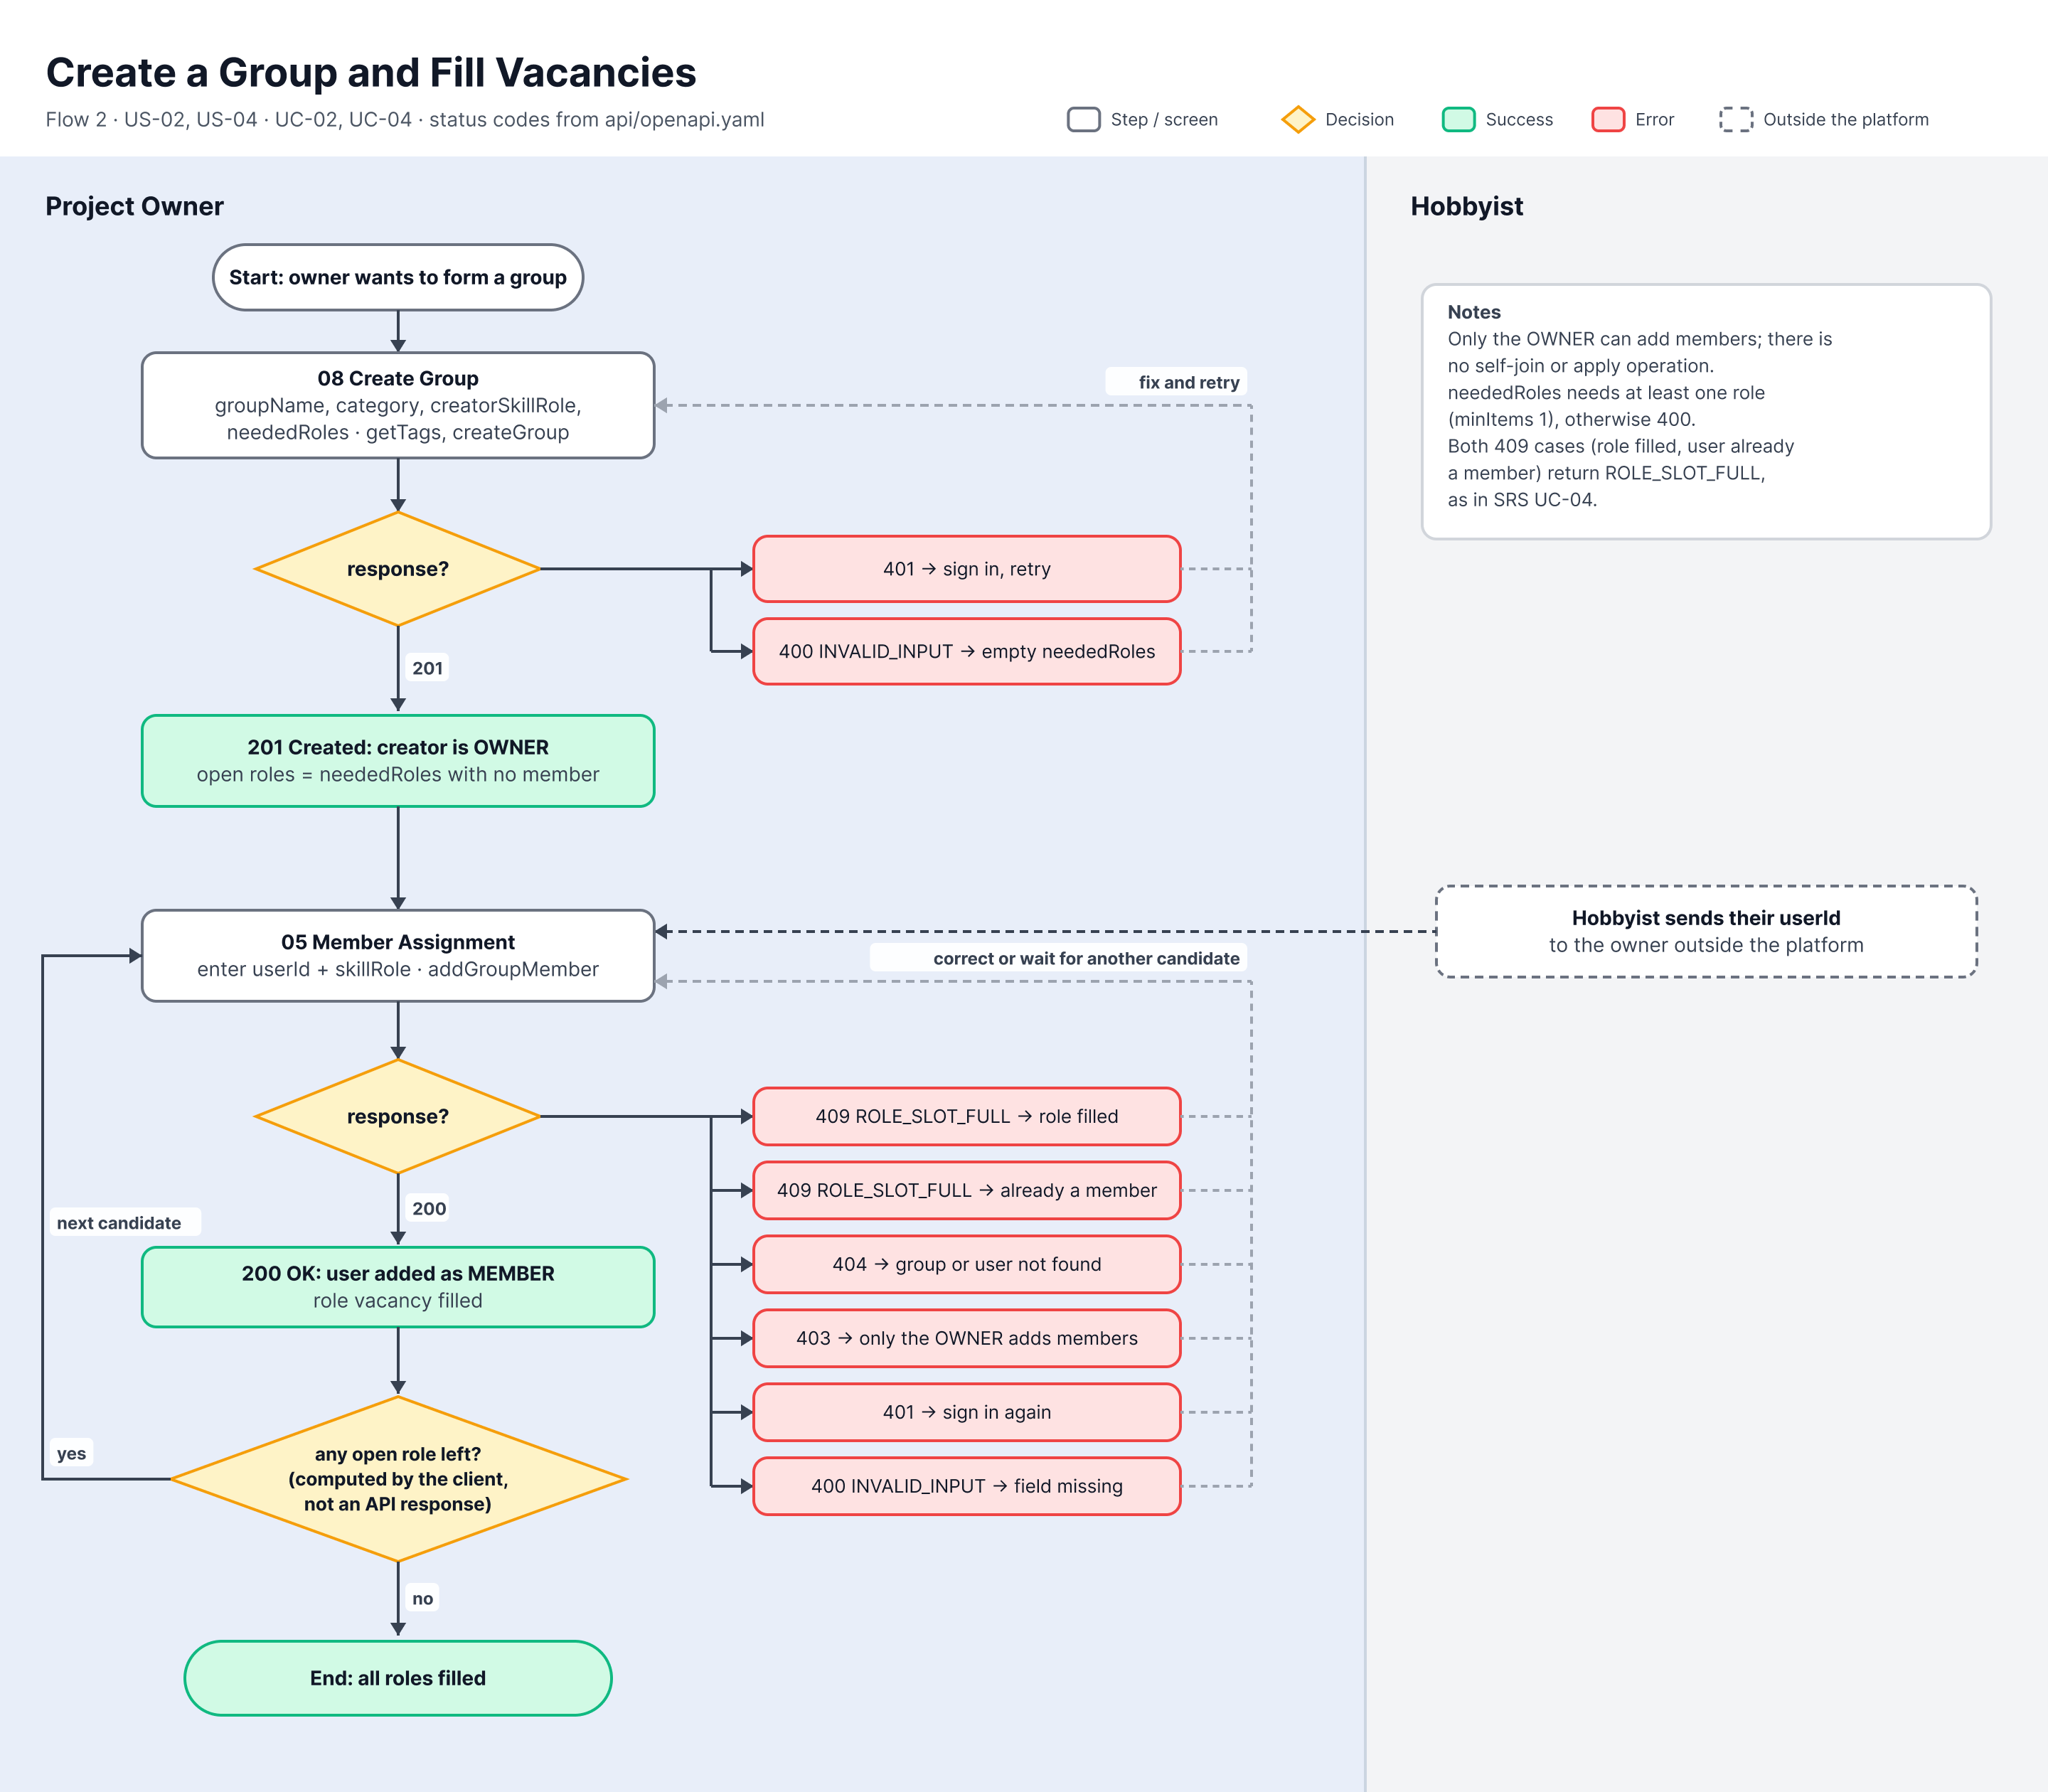 Create a Group and Fill Vacancies
Flow 2 · US-02, US-04 · UC-02, UC-04 · status codes from api/openapi.yaml
Step / screen
Decision
Success
Error
Outside the platform
Project Owner
Hobbyist
Start: owner wants to form a group
Notes
Only the OWNER can add members; there is
no self-join or apply operation.
neededRoles needs at least one role
(minItems 1), otherwise 400.
Both 409 cases (role filled, user already
a member) return ROLE_SLOT_FULL,
as in SRS UC-04.
08 Create Group
groupName, category, creatorSkillRole,
neededRoles · getTags, createGroup
fix and retry
response?
401 → sign in, retry
400 INVALID_INPUT → empty neededRoles
201
201 Created: creator is OWNER
open roles = neededRoles with no member
Hobbyist sends their userId
to the owner outside the platform
05 Member Assignment
enter userId + skillRole · addGroupMember
correct or wait for another candidate
response?
409 ROLE_SLOT_FULL → role filled
409 ROLE_SLOT_FULL → already a member
200
next candidate
404 → group or user not found
200 OK: user added as MEMBER
role vacancy filled
403 → only the OWNER adds members
401 → sign in again
yes
any open role left?
(computed by the client,
not an API response)
400 INVALID_INPUT → field missing
no
End: all roles filled